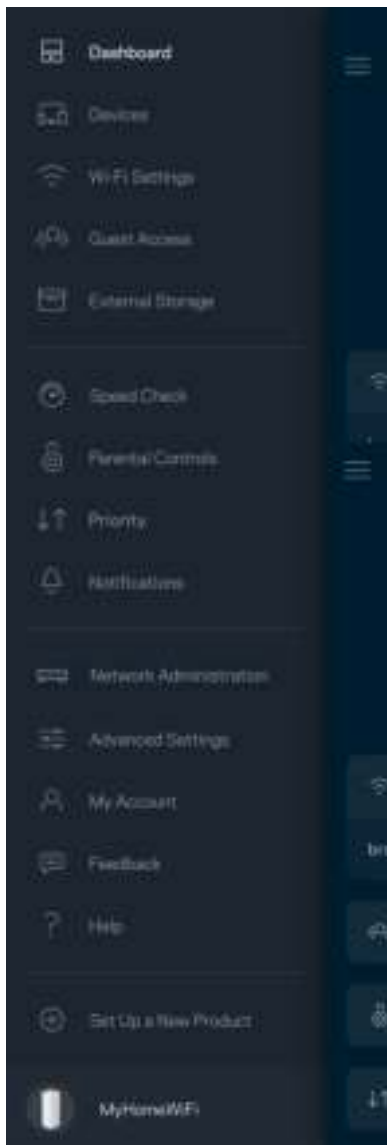 Dashboard
Devices
Wi-Fi Settings
Guest Access
External Storage
Speed Check
Parental Controls
Priority
Notifications
Network Administration
Advanced Settings
My Account
Feedback
Help
Set Up a New Product
MyHomeWiFi